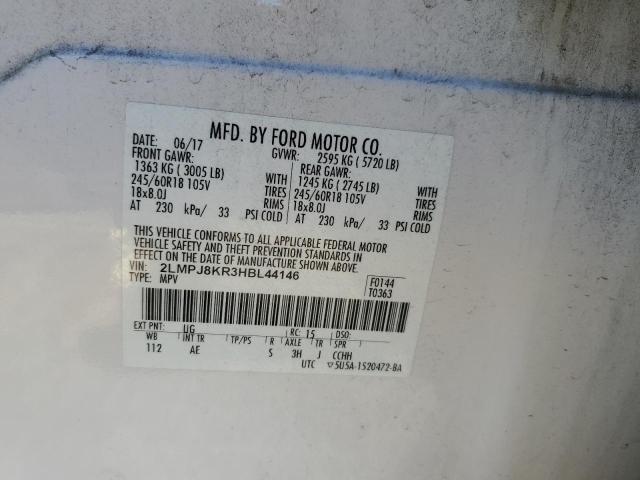 MFD. BY FORD MOTOR CO.
DATE: 06/17 GVWR: 2595 KG ( 5720 LB)
FRONT GAWR: REAR GAWR:
1363 KG ( 3005 LB) WITH 1245 KG ( 2745 LB) WITH
245/60R18 105V TIRES 245/60R18 105V TIRES
18x8.0J RIMS 18x8.0J RIMS
AT 230 kPa/ 33 PSI COLD AT 230 kPa/ 33 PSI COLD
THIS VEHICLE CONFORMS TO ALL APPLICABLE FEDERAL MOTOR
VEHICLE SAFETY AND THEFT PREVENTION STANDARDS IN
EFFECT ON THE DATE OF MANUFACTURE SHOWN ABOVE.
VIN: 2LMPJ8KR3HBL44146 F0144
TYPE: MPV T0363
EXT PNT: UG RC: 15 DSO:
WB INT TR TP/PS R AXLE TR SPR
112 AE S 3H J CCHH
UTC ▽5U5A-1520472-BA